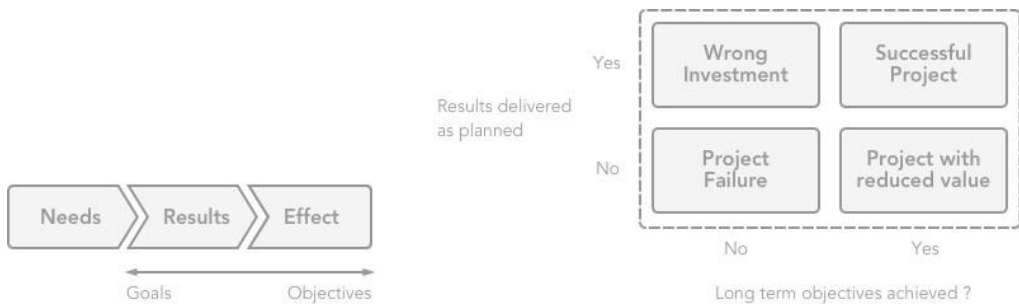 Needs
Results
Effect
Goals
Objectives
Results delivered
as planned
Yes
No
Wrong
Investment
Successful
Project
Project
Failure
Project with
reduced value
No
Yes
Long term objectives achieved ?